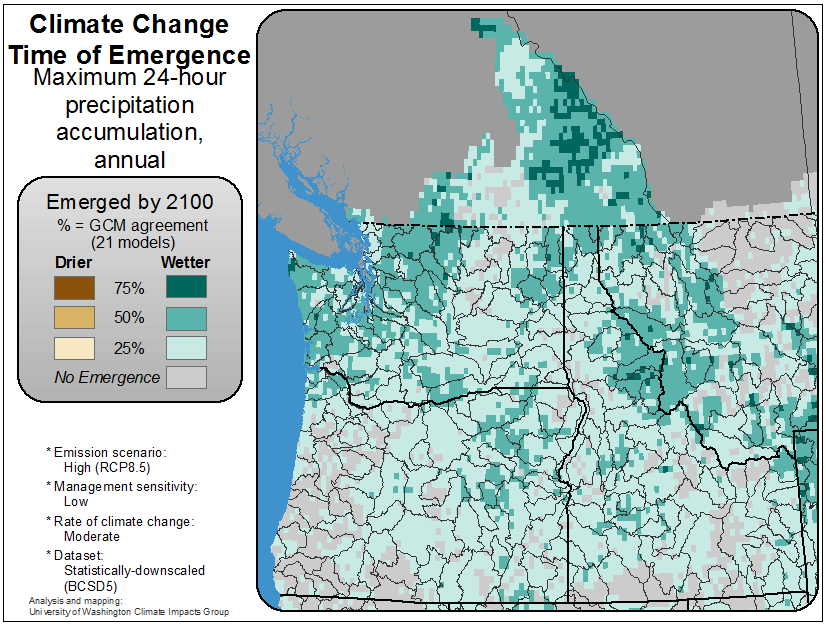 Climate Change
Time of Emergence
Maximum 24-hour
precipitation
accumulation,
annual
Emerged by 2100
% = GCM agreement
(21 models)
Drier Wetter
75%
50%
25%
No Emergence
* Emission scenario:
High (RCP8.5)
* Management sensitivity:
Low
* Rate of climate change:
Moderate
* Dataset:
Statistically-downscaled
(BCSD5)
Analysis and mapping:
University of Washington Climate Impacts Group